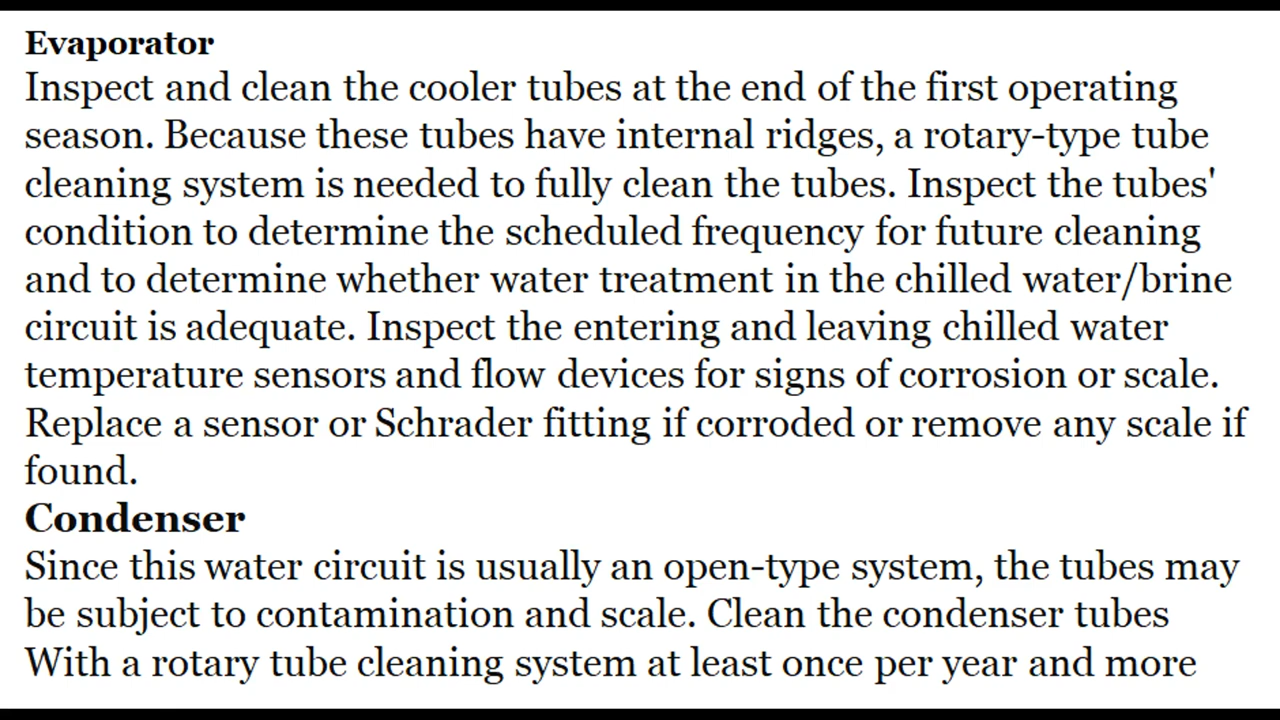 Evaporator
Inspect and clean the cooler tubes at the end of the first operating
season. Because these tubes have internal ridges, a rotary-type tube
cleaning system is needed to fully clean the tubes. Inspect the tubes'
condition to determine the scheduled frequency for future cleaning
and to determine whether water treatment in the chilled water/brine
circuit is adequate. Inspect the entering and leaving chilled water
temperature sensors and flow devices for signs of corrosion or scale.
Replace a sensor or Schrader fitting if corroded or remove any scale if
found.
Condenser
Since this water circuit is usually an open-type system, the tubes may
be subject to contamination and scale. Clean the condenser tubes
With a rotary tube cleaning system at least once per year and more